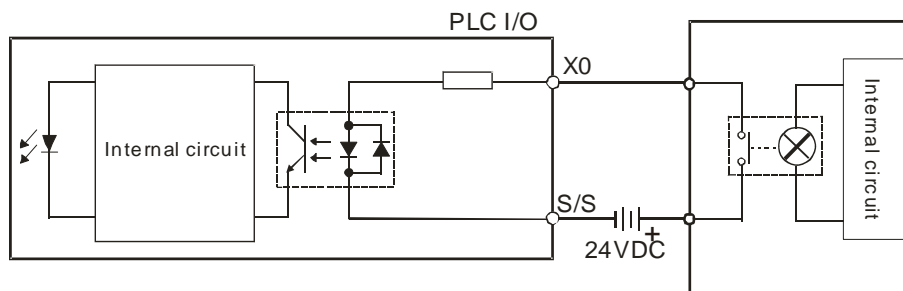 PLC I/O
X0
Internal circuit
S/S
+
24VDC
Internal circuit